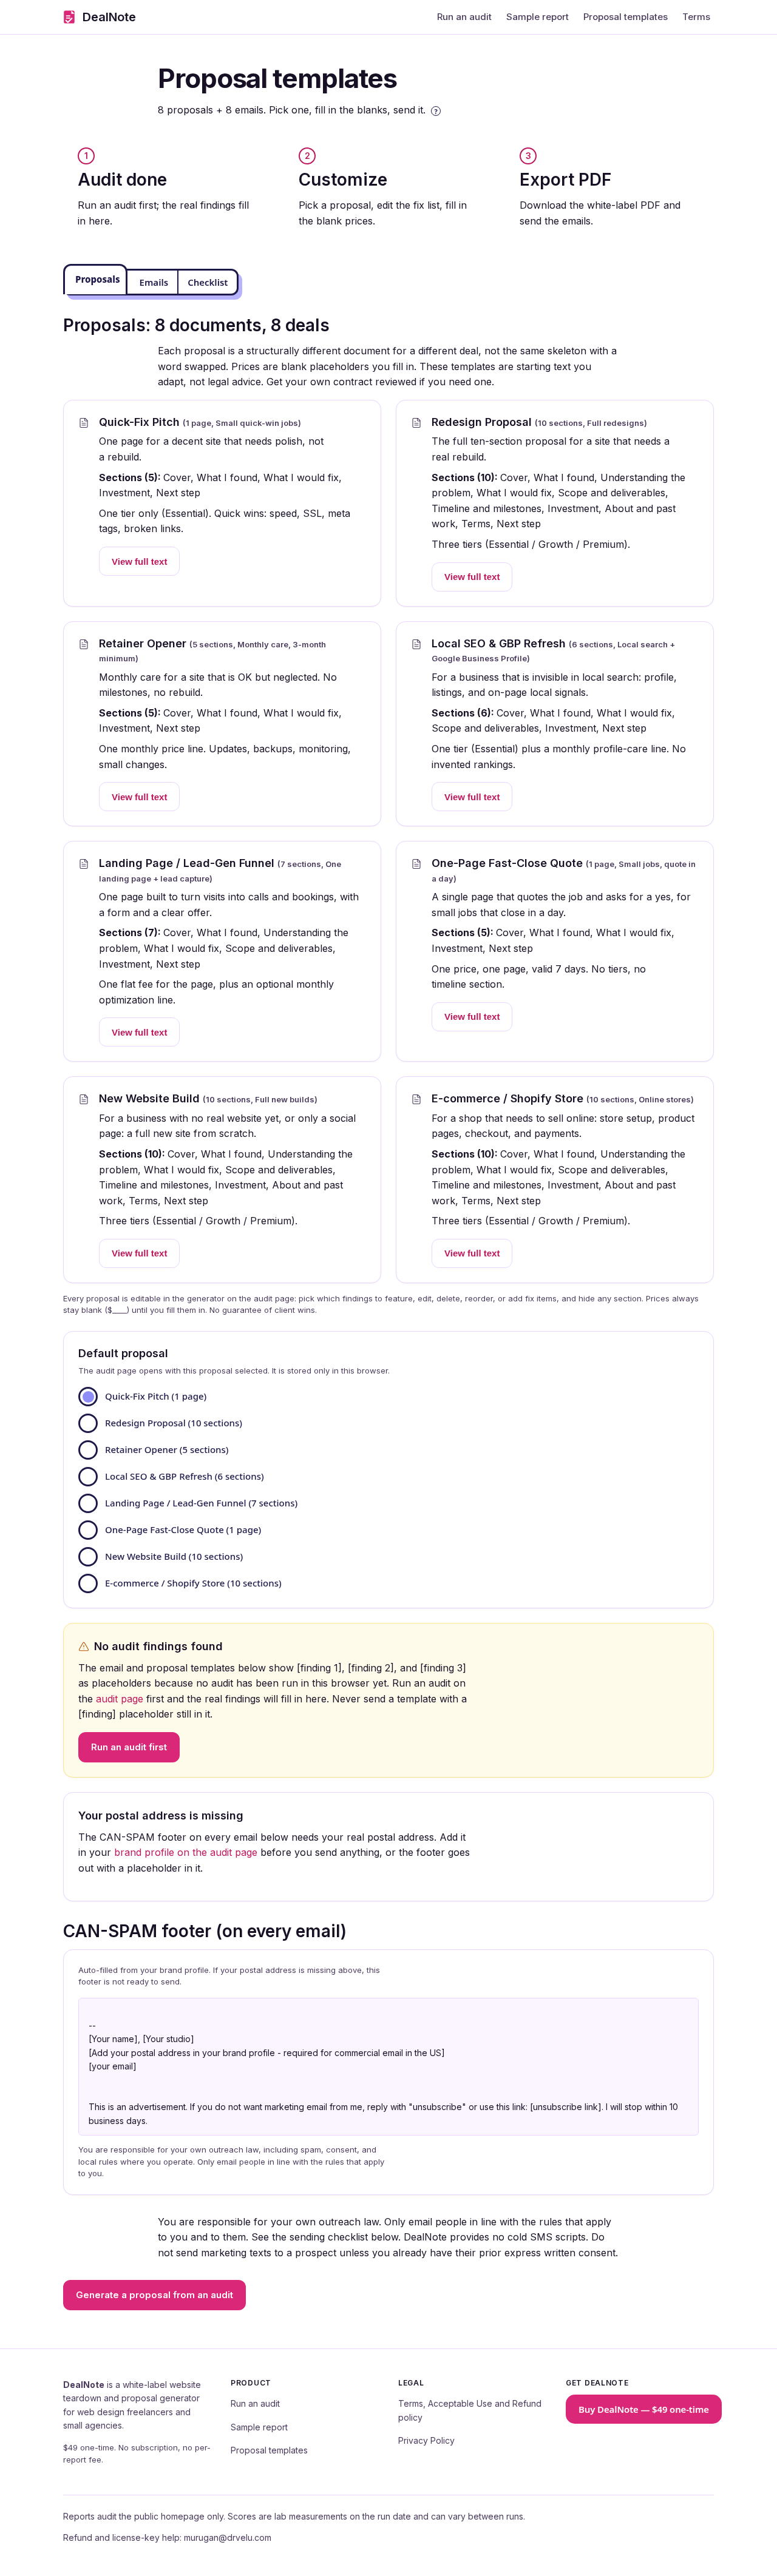 DealNote
Run an audit
Sample report
Proposal templates
Terms
Proposal templates
8 proposals + 8 emails. Pick one, fill in the blanks, send it. ?
1
Audit done
Run an audit first; the real findings fill
in here.
2
Customize
Pick a proposal, edit the fix list, fill in
the blank prices.
3
Export PDF
Download the white-label PDF and
send the emails.
Proposals
Emails
Checklist
Proposals: 8 documents, 8 deals
Each proposal is a structurally different document for a different deal, not the same skeleton with a
word swapped. Prices are blank placeholders you fill in. These templates are starting text you
adapt, not legal advice. Get your own contract reviewed if you need one.
Quick-Fix Pitch (1 page, Small quick-win jobs)
One page for a decent site that needs polish, not
a rebuild.
Sections (5): Cover, What I found, What I would fix,
Investment, Next step
One tier only (Essential). Quick wins: speed, SSL, meta
tags, broken links.
View full text
Redesign Proposal (10 sections, Full redesigns)
The full ten-section proposal for a site that needs a
real rebuild.
Sections (10): Cover, What I found, Understanding the
problem, What I would fix, Scope and deliverables,
Timeline and milestones, Investment, About and past
work, Terms, Next step
Three tiers (Essential / Growth / Premium).
View full text
Retainer Opener (5 sections, Monthly care, 3-month
minimum)
Monthly care for a site that is OK but neglected. No
milestones, no rebuild.
Sections (5): Cover, What I found, What I would fix,
Investment, Next step
One monthly price line. Updates, backups, monitoring,
small changes.
View full text
Local SEO & GBP Refresh (6 sections, Local search +
Google Business Profile)
For a business that is invisible in local search: profile,
listings, and on-page local signals.
Sections (6): Cover, What I found, What I would fix,
Scope and deliverables, Investment, Next step
One tier (Essential) plus a monthly profile-care line. No
invented rankings.
View full text
Landing Page / Lead-Gen Funnel (7 sections, One
landing page + lead capture)
One page built to turn visits into calls and bookings, with
a form and a clear offer.
Sections (7): Cover, What I found, Understanding the
problem, What I would fix, Scope and deliverables,
Investment, Next step
One flat fee for the page, plus an optional monthly
optimization line.
View full text
One-Page Fast-Close Quote (1 page, Small jobs, quote in
a day)
A single page that quotes the job and asks for a yes, for
small jobs that close in a day.
Sections (5): Cover, What I found, What I would fix,
Investment, Next step
One price, one page, valid 7 days. No tiers, no
timeline section.
View full text
New Website Build (10 sections, Full new builds)
For a business with no real website yet, or only a social
page: a full new site from scratch.
Sections (10): Cover, What I found, Understanding the
problem, What I would fix, Scope and deliverables,
Timeline and milestones, Investment, About and past
work, Terms, Next step
Three tiers (Essential / Growth / Premium).
View full text
E-commerce / Shopify Store (10 sections, Online stores)
For a shop that needs to sell online: store setup, product
pages, checkout, and payments.
Sections (10): Cover, What I found, Understanding the
problem, What I would fix, Scope and deliverables,
Timeline and milestones, Investment, About and past
work, Terms, Next step
Three tiers (Essential / Growth / Premium).
View full text
Every proposal is editable in the generator on the audit page: pick which findings to feature, edit, delete, reorder, or add fix items, and hide any section. Prices always
stay blank ($____) until you fill them in. No guarantee of client wins.
Default proposal
The audit page opens with this proposal selected. It is stored only in this browser.
Quick-Fix Pitch (1 page)
Redesign Proposal (10 sections)
Retainer Opener (5 sections)
Local SEO & GBP Refresh (6 sections)
Landing Page / Lead-Gen Funnel (7 sections)
One-Page Fast-Close Quote (1 page)
New Website Build (10 sections)
E-commerce / Shopify Store (10 sections)
No audit findings found
The email and proposal templates below show [finding 1], [finding 2], and [finding 3]
as placeholders because no audit has been run in this browser yet. Run an audit on
the audit page first and the real findings will fill in here. Never send a template with a
[finding] placeholder still in it.
Run an audit first
Your postal address is missing
The CAN-SPAM footer on every email below needs your real postal address. Add it
in your brand profile on the audit page before you send anything, or the footer goes
out with a placeholder in it.
CAN-SPAM footer (on every email)
Auto-filled from your brand profile. If your postal address is missing above, this
footer is not ready to send.
--
[Your name], [Your studio]
[Add your postal address in your brand profile - required for commercial email in the US]
[your email]
This is an advertisement. If you do not want marketing email from me, reply with "unsubscribe" or use this link: [unsubscribe link]. I will stop within 10
business days.
You are responsible for your own outreach law, including spam, consent, and
local rules where you operate. Only email people in line with the rules that apply
to you.
You are responsible for your own outreach law. Only email people in line with the rules that apply
to you and to them. See the sending checklist below. DealNote provides no cold SMS scripts. Do
not send marketing texts to a prospect unless you already have their prior express written consent.
Generate a proposal from an audit
DealNote is a white-label website
teardown and proposal generator
for web design freelancers and
small agencies.
$49 one-time. No subscription, no per-
report fee.
PRODUCT
Run an audit
Sample report
Proposal templates
LEGAL
Terms, Acceptable Use and Refund
policy
Privacy Policy
GET DEALNOTE
Buy DealNote — $49 one-time
Reports audit the public homepage only. Scores are lab measurements on the run date and can vary between runs.
Refund and license-key help: murugan@drvelu.com